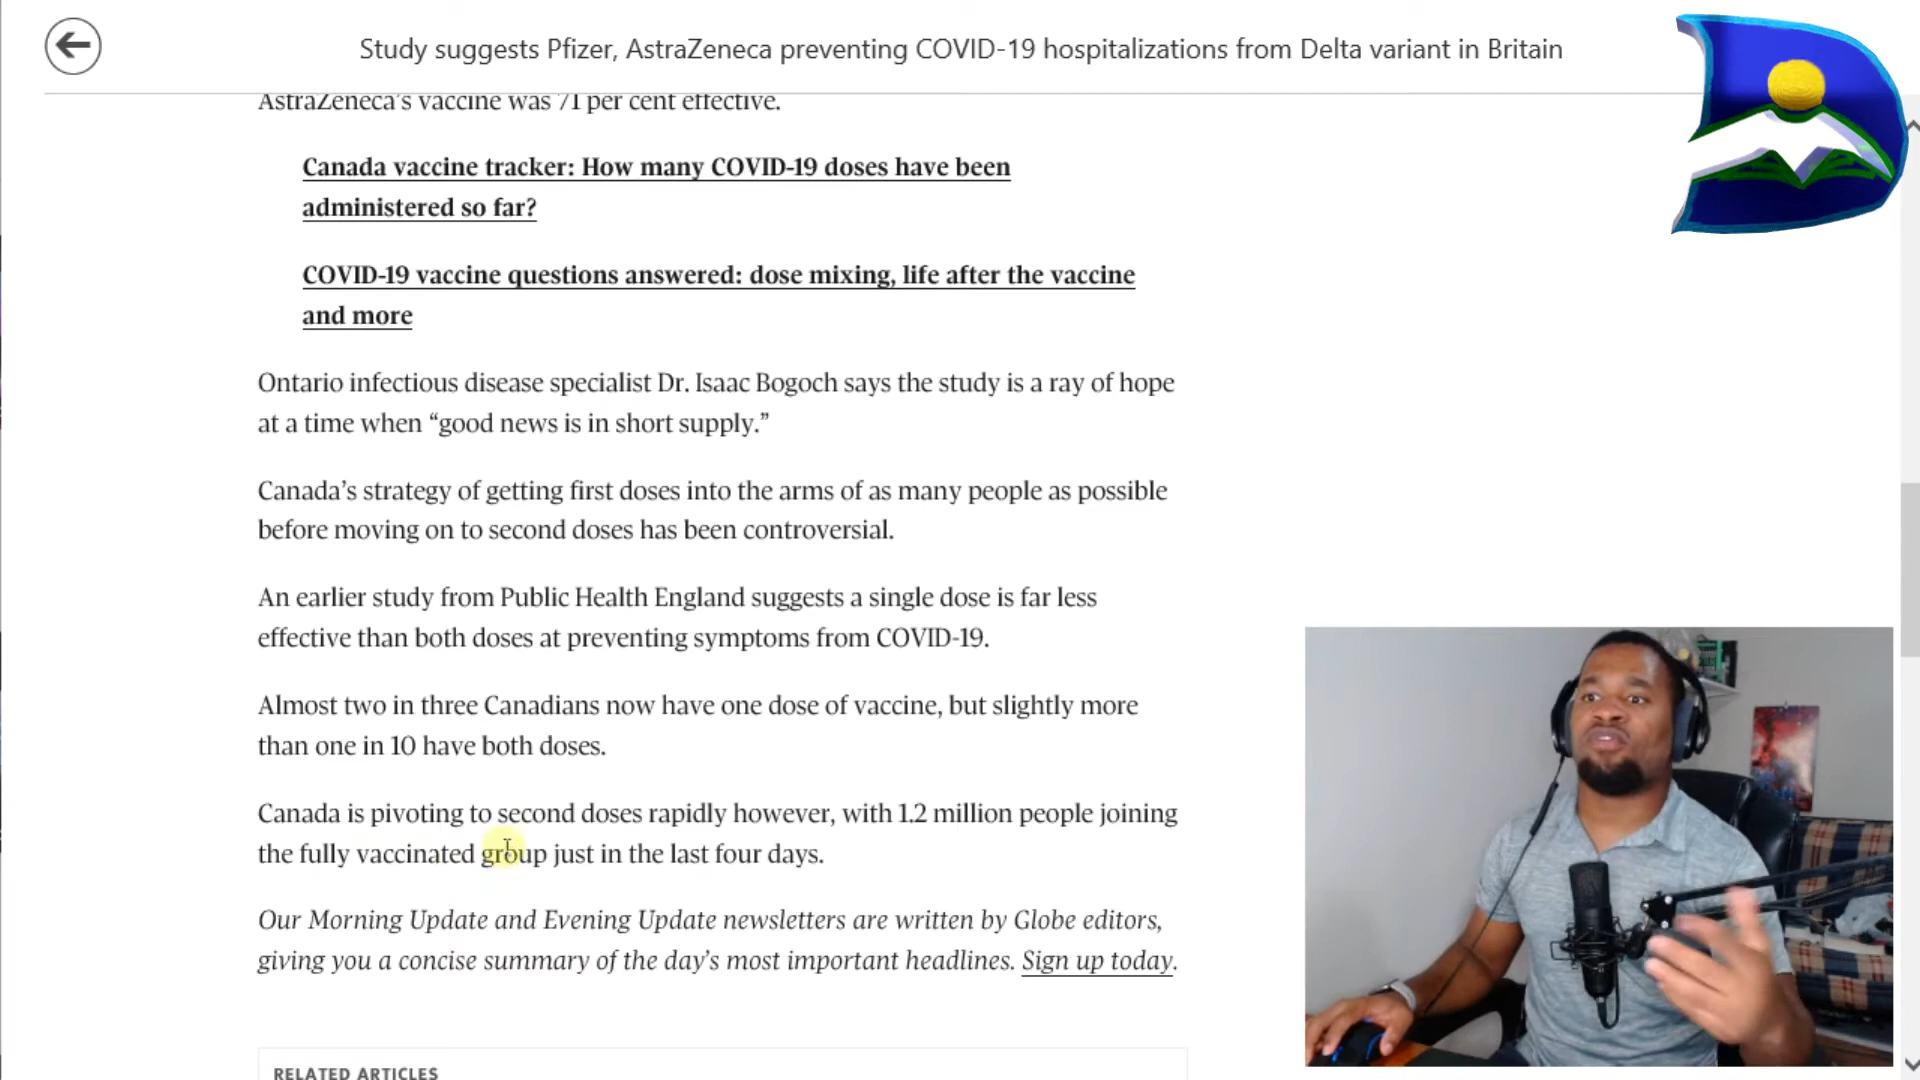 Study suggests Pfizer, AstraZeneca preventing COVID-19 hospitalizations from Delta variant in Britain
AstraZeneca's vaccine was 71 per cent effective.
Canada vaccine tracker: How many COVID-19 doses have been
administered so far?
COVID-19 vaccine questions answered: dose mixing, life after the vaccine
and more
Ontario infectious disease specialist Dr. Isaac Bogoch says the study is a ray of hope
at a time when “good news is in short supply.”
Canada’s strategy of getting first doses into the arms of as many people as possible
before moving on to second doses has been controversial.
An earlier study from Public Health England suggests a single dose is far less
effective than both doses at preventing symptoms from COVID-19.
Almost two in three Canadians now have one dose of vaccine, but slightly more
than one in 10 have both doses.
Canada is pivoting to second doses rapidly however, with 1.2 million people joining
the fully vaccinated group just in the last four days.
Our Morning Update and Evening Update newsletters are written by Globe editors,
giving you a concise summary of the day’s most important headlines. Sign up today.
RELATED ARTICLES